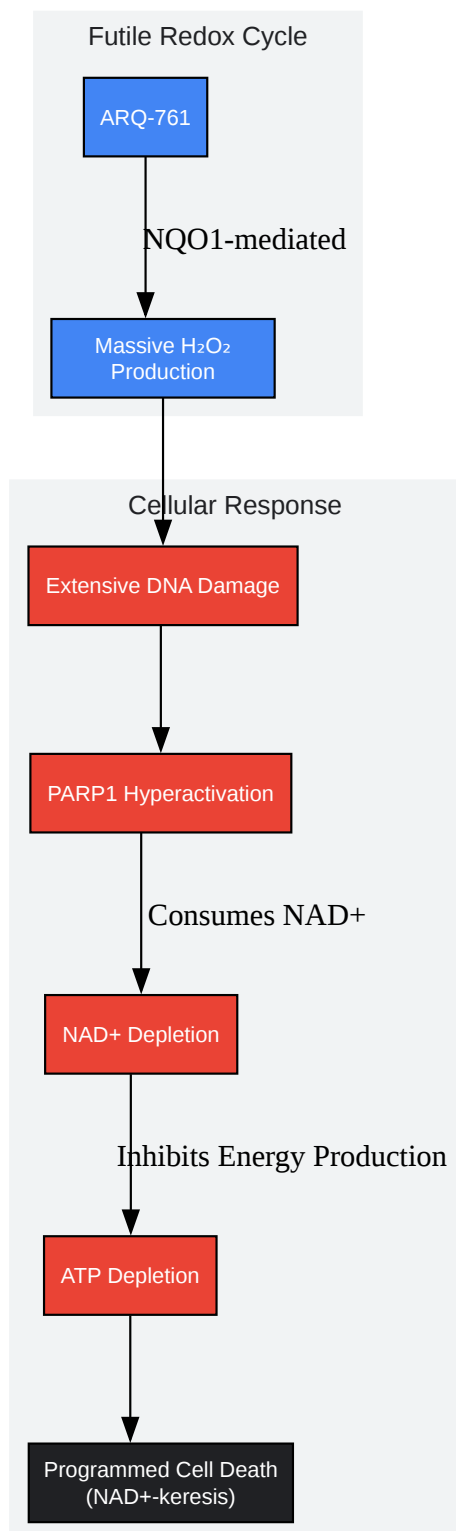 Futile Redox Cycle
ARQ-761
NQO1-mediated
Massive H₂O₂
Production
Cellular Response
Extensive DNA Damage
PARP1 Hyperactivation
Consumes NAD+
NAD+ Depletion
Inhibits Energy Production
ATP Depletion
Programmed Cell Death
(NAD+-keresis)